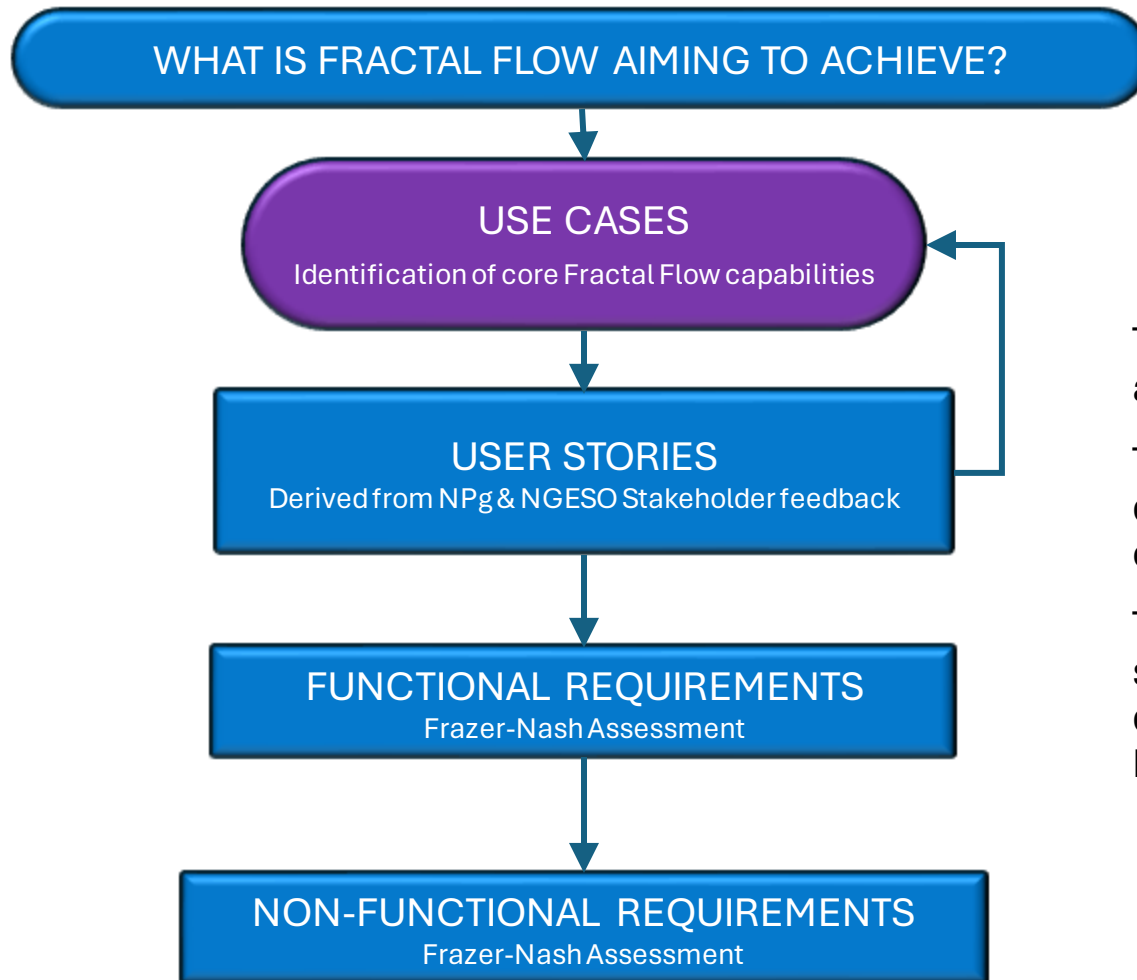 WHAT IS FRACTAL FLOW AIMING TO ACHIEVE?
USE CASES
Identification of core Fractal Flow capabilities
USER STORIES
Derived from NPg & NGESO Stakeholder feedback
FUNCTIONAL REQUIREMENTS
Frazer-Nash Assessment
NON-FUNCTIONAL REQUIREMENTS
Frazer-Nash Assessment